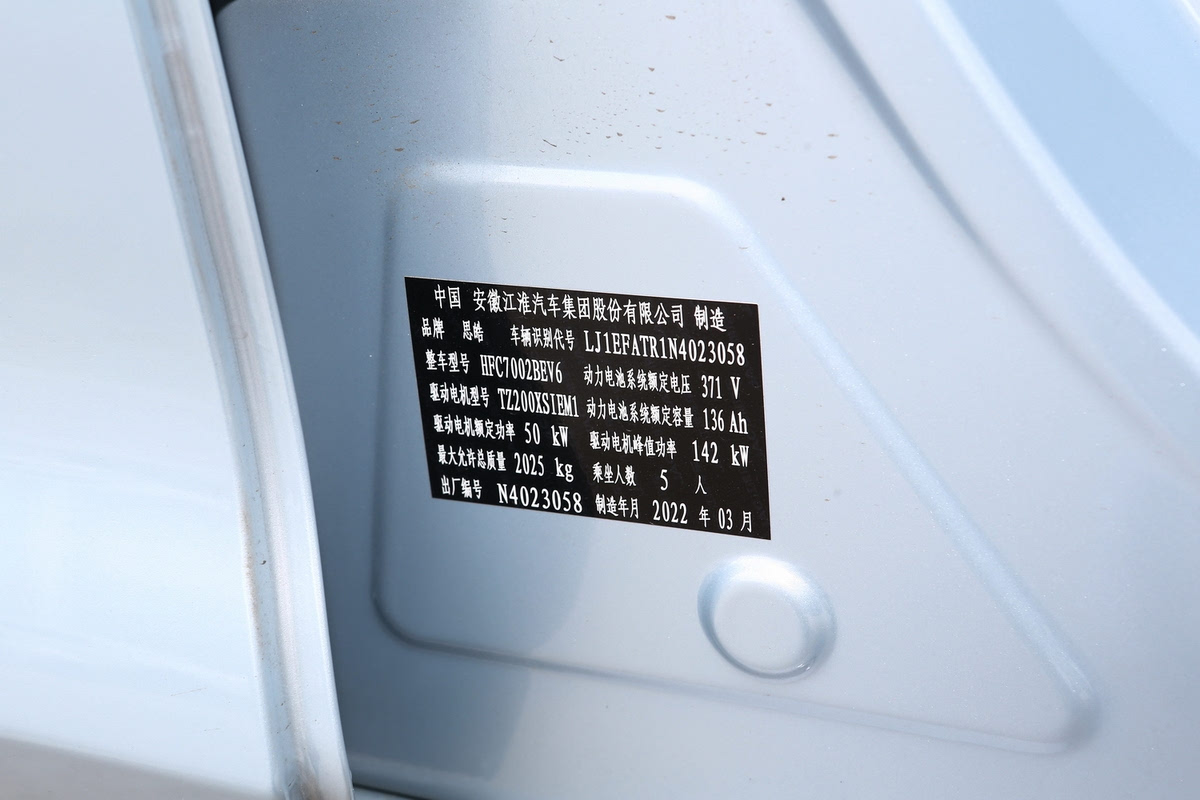 中国 安徽江淮汽车集团股份有限公司 制造
品牌 思皓 车辆识别代号 LJ1EFATR1N4023058
整车型号 HFC7002BEV6 动力电池系统额定电压 371 V
驱动电机型号 TZ200XSIEM1 动力电池系统额定容量 136 Ah
驱动电机额定功率 50 kW 驱动电机峰值功率 142 kW
最大允许总质量 2025 kg 乘坐人数 5 人
出厂编号 N4023058 制造年月 2022 年 03 月